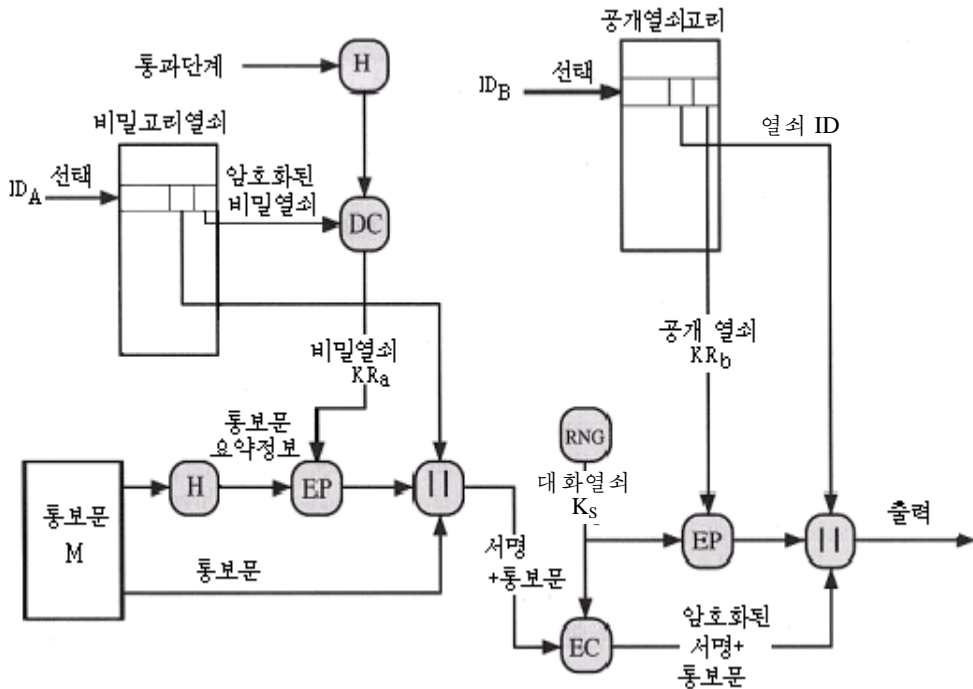 공개열쇠고리
통과단계
H
ID_B
선택
비밀고리열쇠
열쇠 ID
ID_A
선택
암호화된
비밀열쇠
DC
비밀열쇠
KR_a
공개 열쇠
KR_b
통보문
요약정보
RNG
대화열쇠
K_S
통보문
M
H
EP
||
EP
||
출력
통보문
서명
+통보문
EC
암호화된
서명+
통보문